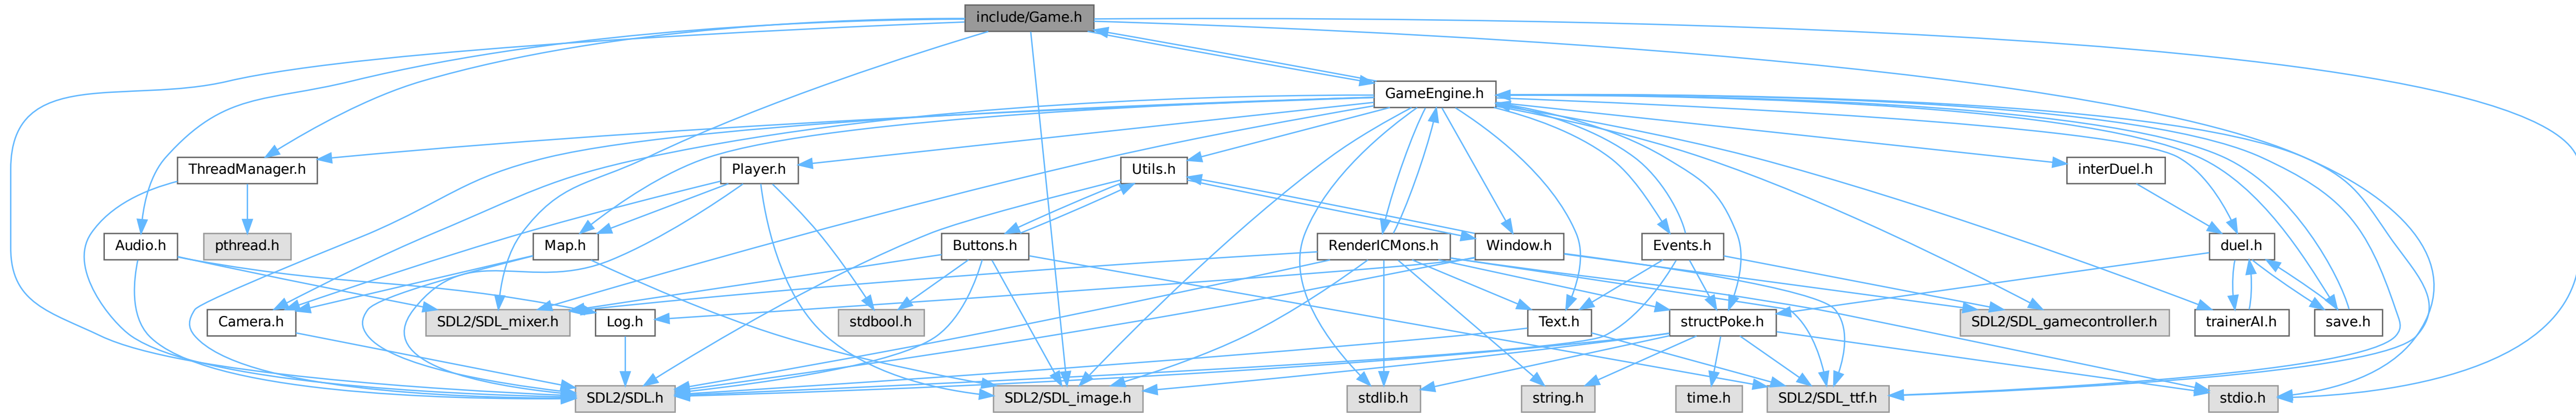 include/Game.h
GameEngine.h
ThreadManager.h
Player.h
Utils.h
interDuel.h
Audio.h
pthread.h
Map.h
Buttons.h
RenderICMons.h
Window.h
Events.h
duel.h
Camera.h
SDL2/SDL_mixer.h
Log.h
stdbool.h
Text.h
structPoke.h
SDL2/SDL_gamecontroller.h
trainerAI.h
save.h
SDL2/SDL.h
SDL2/SDL_image.h
stdlib.h
string.h
time.h
SDL2/SDL_ttf.h
stdio.h